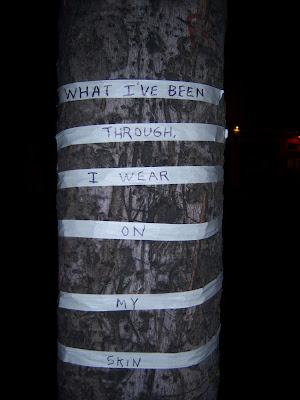 WHAT I'VE BEEN
THROUGH,
I WEAR
ON
MY
SKIN